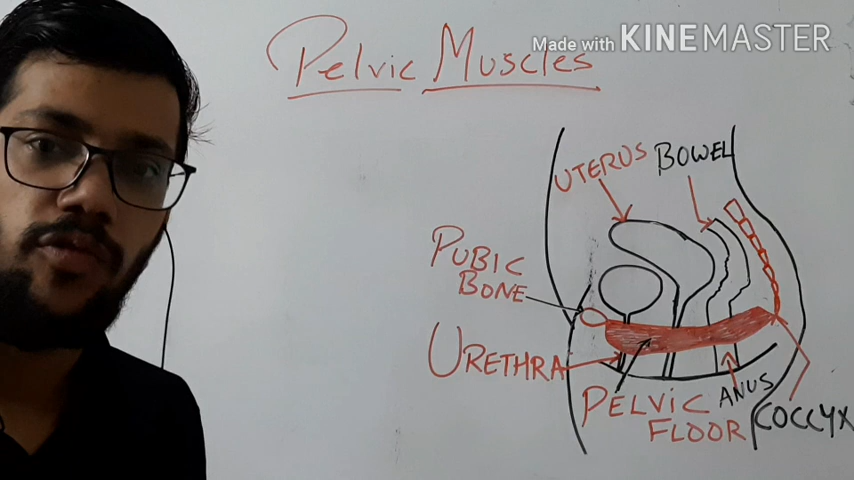 Made with KINEMASTER
Pelvic Muscles
UTERUS
BOWEL
PUBIC
BONE
URETHRA
PELVIC
FLOOR
ANUS
COCCYX